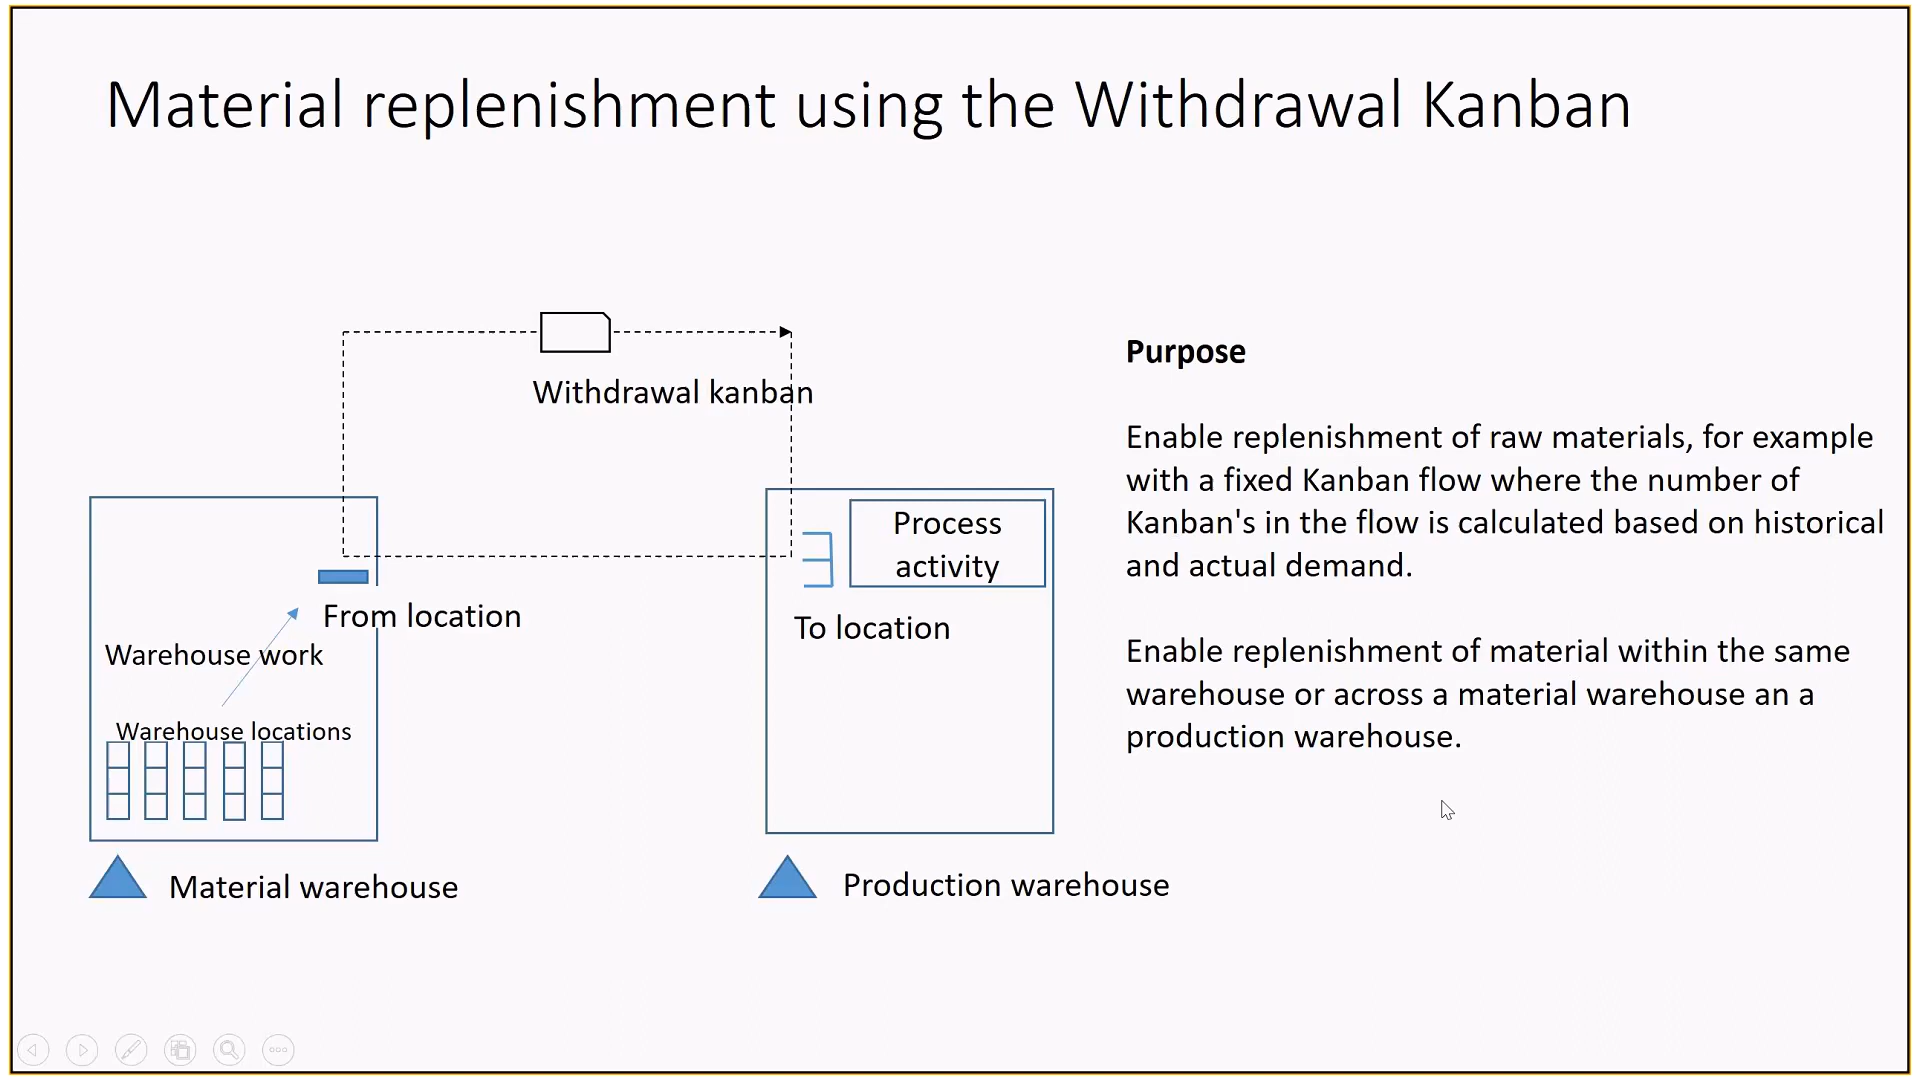 Material replenishment using the Withdrawal Kanban
Withdrawal kanban
Process
activity
From location
To location
Warehouse work
Warehouse locations
Material warehouse
Production warehouse
Purpose
Enable replenishment of raw materials, for example
with a fixed Kanban flow where the number of
Kanban's in the flow is calculated based on historical
and actual demand.
Enable replenishment of material within the same
warehouse or across a material warehouse an a
production warehouse.